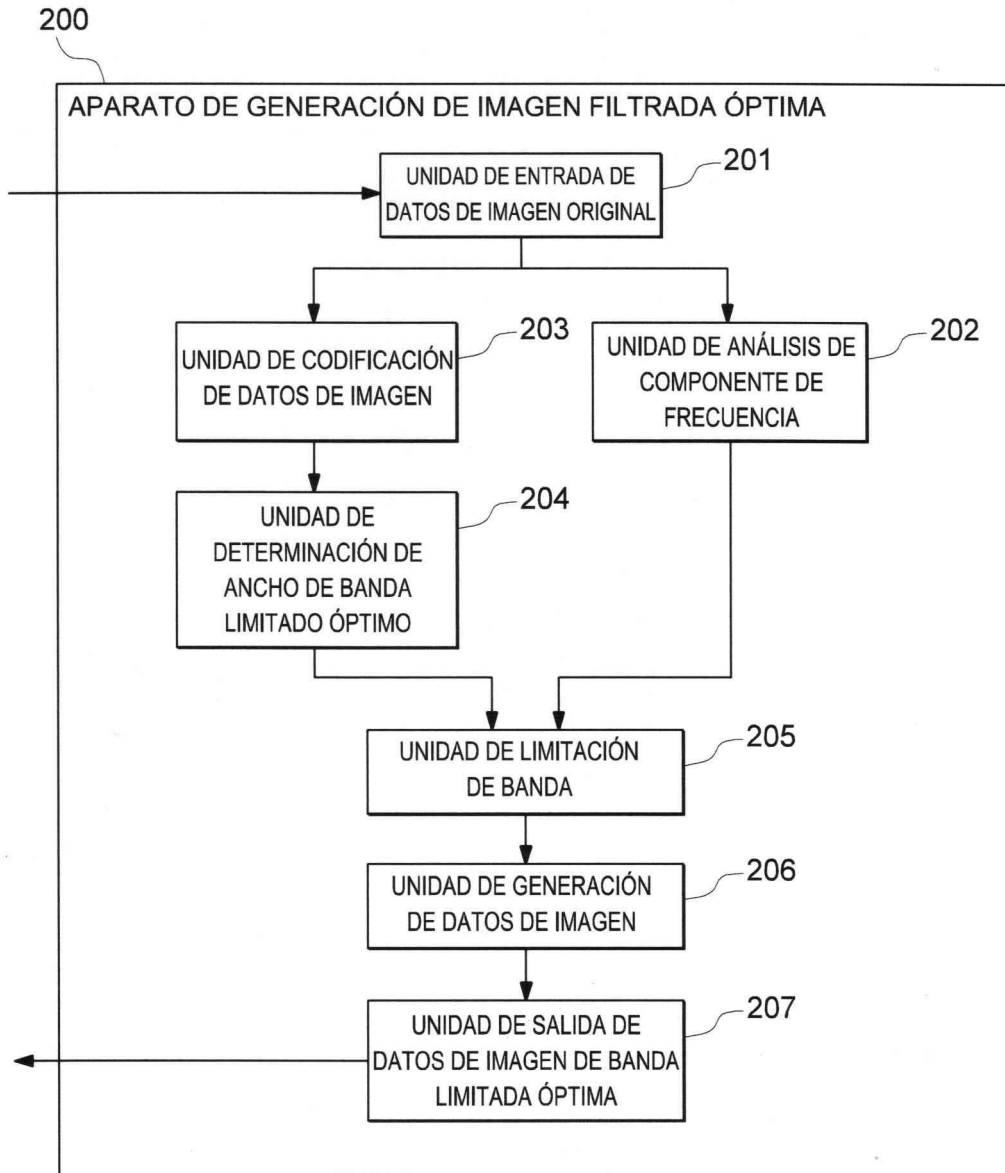 200
APARATO DE GENERACIÓN DE IMAGEN FILTRADA ÓPTIMA
UNIDAD DE ENTRADA DE
DATOS DE IMAGEN ORIGINAL
201
UNIDAD DE CODIFICACIÓN
DE DATOS DE IMAGEN
203
UNIDAD DE ANÁLISIS DE
COMPONENTE DE
FRECUENCIA
202
UNIDAD DE
DETERMINACIÓN DE
ANCHO DE BANDA
LIMITADO ÓPTIMO
204
UNIDAD DE LIMITACIÓN
DE BANDA
205
UNIDAD DE GENERACIÓN
DE DATOS DE IMAGEN
206
UNIDAD DE SALIDA DE
DATOS DE IMAGEN DE BANDA
LIMITADA ÓPTIMA
207